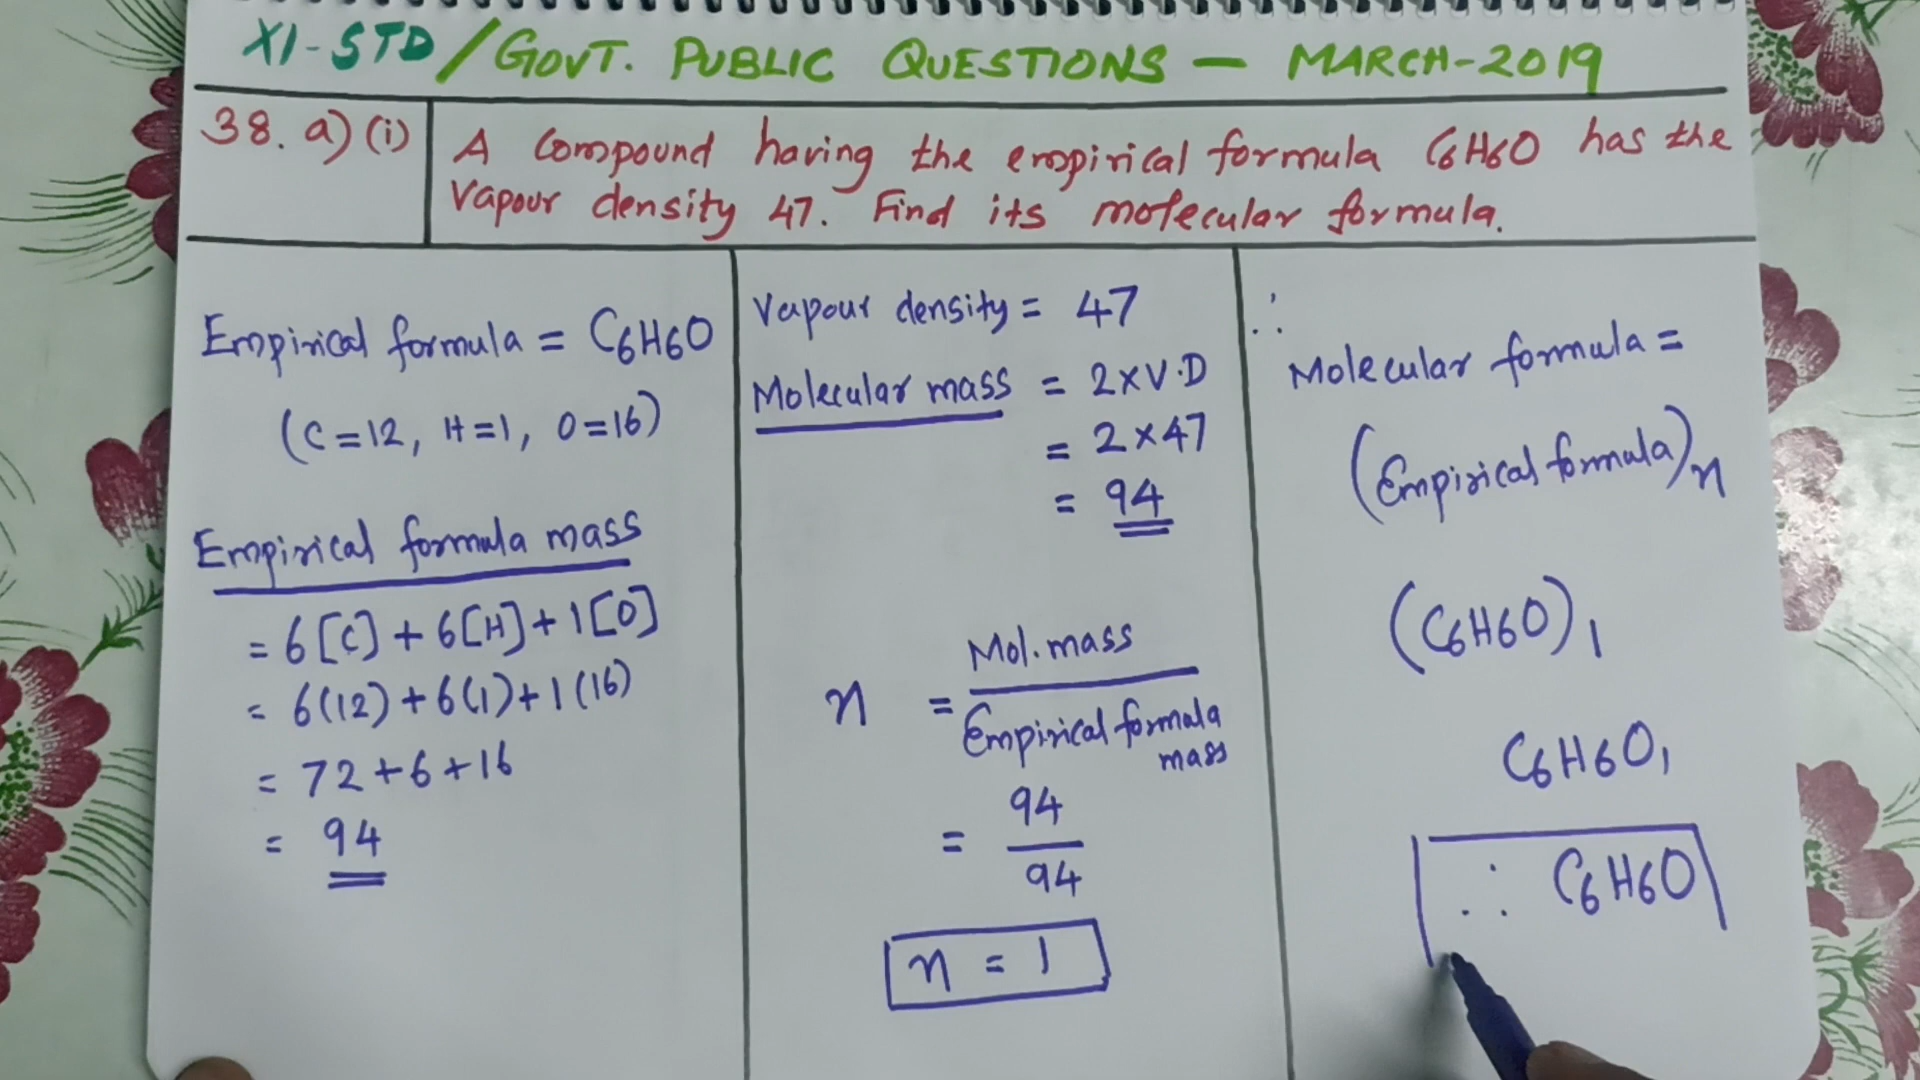 XI-STD / GOVT. PUBLIC QUESTIONS — MARCH-2019
38. a) (i)
A compound having the empirical formula C6H6O has the
vapour density 47. Find its molecular formula.
Empirical formula = C6H6O
(C=12, H=1, O=16)
Empirical formula mass
= 6[C] + 6[H] + 1[O]
= 6(12) + 6(1) + 1(16)
= 72 + 6 + 16
= 94
Vapour density = 47
Molecular mass = 2×V.D
= 2×47
= 94
n = Mol. mass
Empirical formula
mass
= 94
94
n = 1
∴
Molecular formula =
(Empirical formula)n
(C6H6O)1
C6H6O1
∴ C6H6O